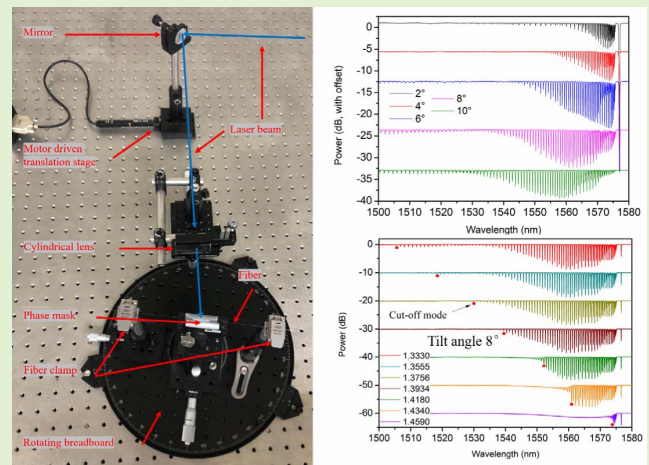 Mirror
Laser beam
Motor driven
translation stage
Cylindrical lens
Fiber
Phase mask
Fiber clamp
Rotating breadboard
Power (dB, with offset)
0
-5
-10
-15
-20
-25
-30
-35
-40
2°
4°
6°
8°
10°
1500 1510 1520 1530 1540 1550 1560 1570 1580
Wavelength (nm)
Power (dB)
0
-10
-20
-30
-40
-50
-60
Cut-off mode
Tilt angle 8°
1.3330
1.3555
1.3756
1.3934
1.4180
1.4340
1.4590
1500 1510 1520 1530 1540 1550 1560 1570 1580
Wavelength (nm)